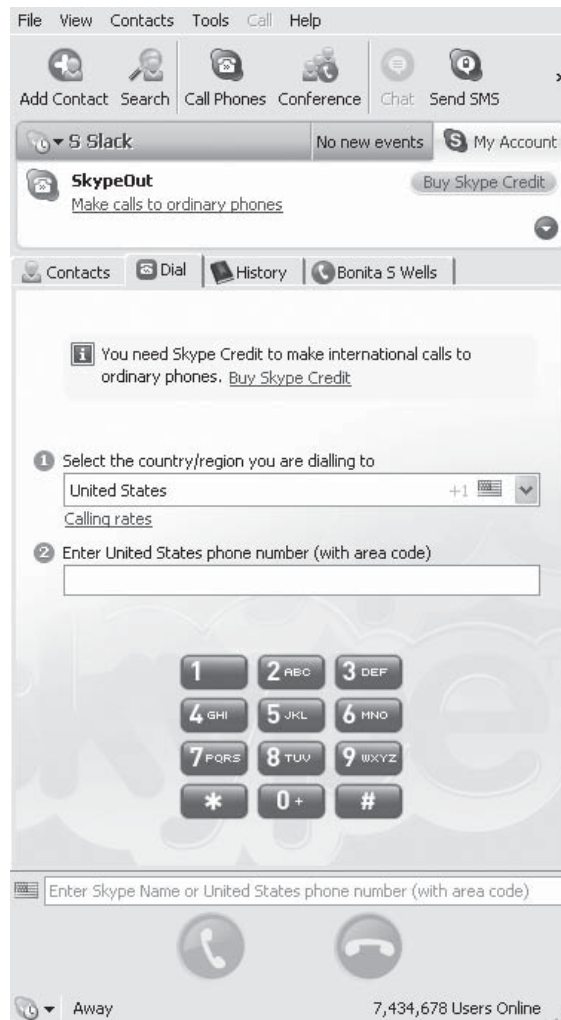 File View Contacts Tools Call Help
Add Contact Search Call Phones Conference Chat Send SMS
S Slack No new events My Account
SkypeOut Buy Skype Credit
Make calls to ordinary phones
Contacts Dial History Bonita S Wells
You need Skype Credit to make international calls to
ordinary phones. Buy Skype Credit
1 Select the country/region you are dialling to
United States +1
Calling rates
2 Enter United States phone number (with area code)
1 2 ABC 3 DEF
4 GHI 5 JKL 6 MNO
7 PQRS 8 TUV 9 WXYZ
* 0 + #
Enter Skype Name or United States phone number (with area code)
Away 7,434,678 Users Online